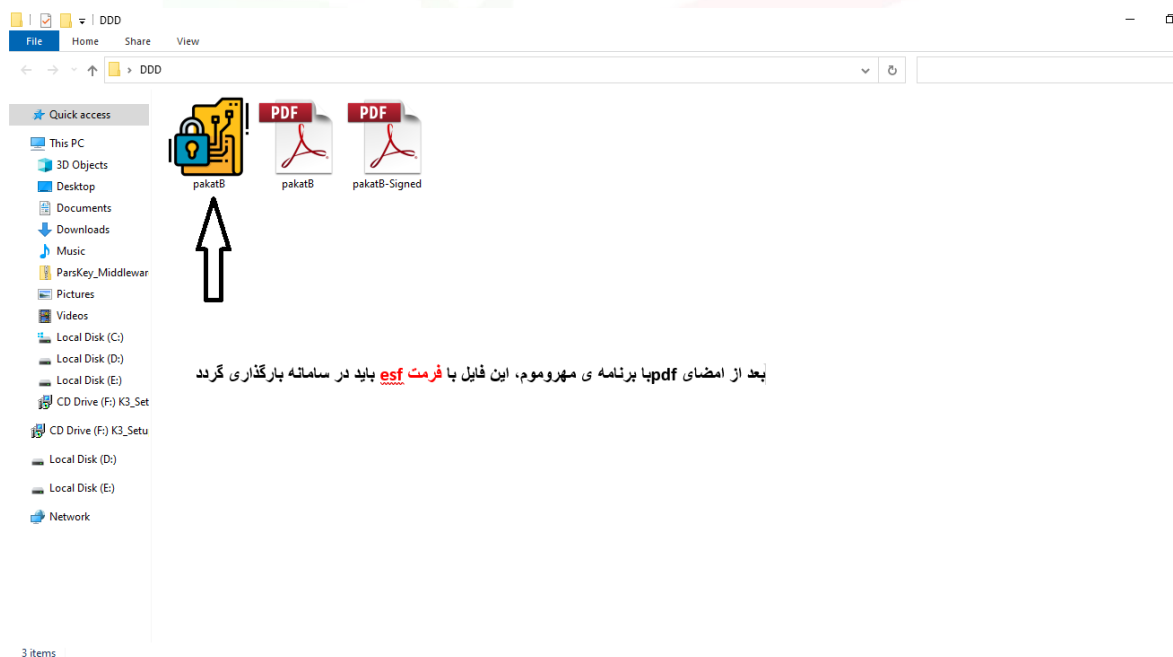 DDD
File Home Share View
DDD
Quick access
This PC
3D Objects
Desktop
Documents
Downloads
Music
ParsKey_Middlewar
Pictures
Videos
Local Disk (C:)
Local Disk (D:)
Local Disk (E:)
CD Drive (F:) K3_Set
CD Drive (F:) K3_Setu
Local Disk (D:)
Local Disk (E:)
Network
PDF PDF
pakatB pakatB pakatB-Signed
بعد از امضای pdfبا برنامه ی مهروموم، این فایل با فرمت esf باید در سامانه بارگذاری گردد
3 items